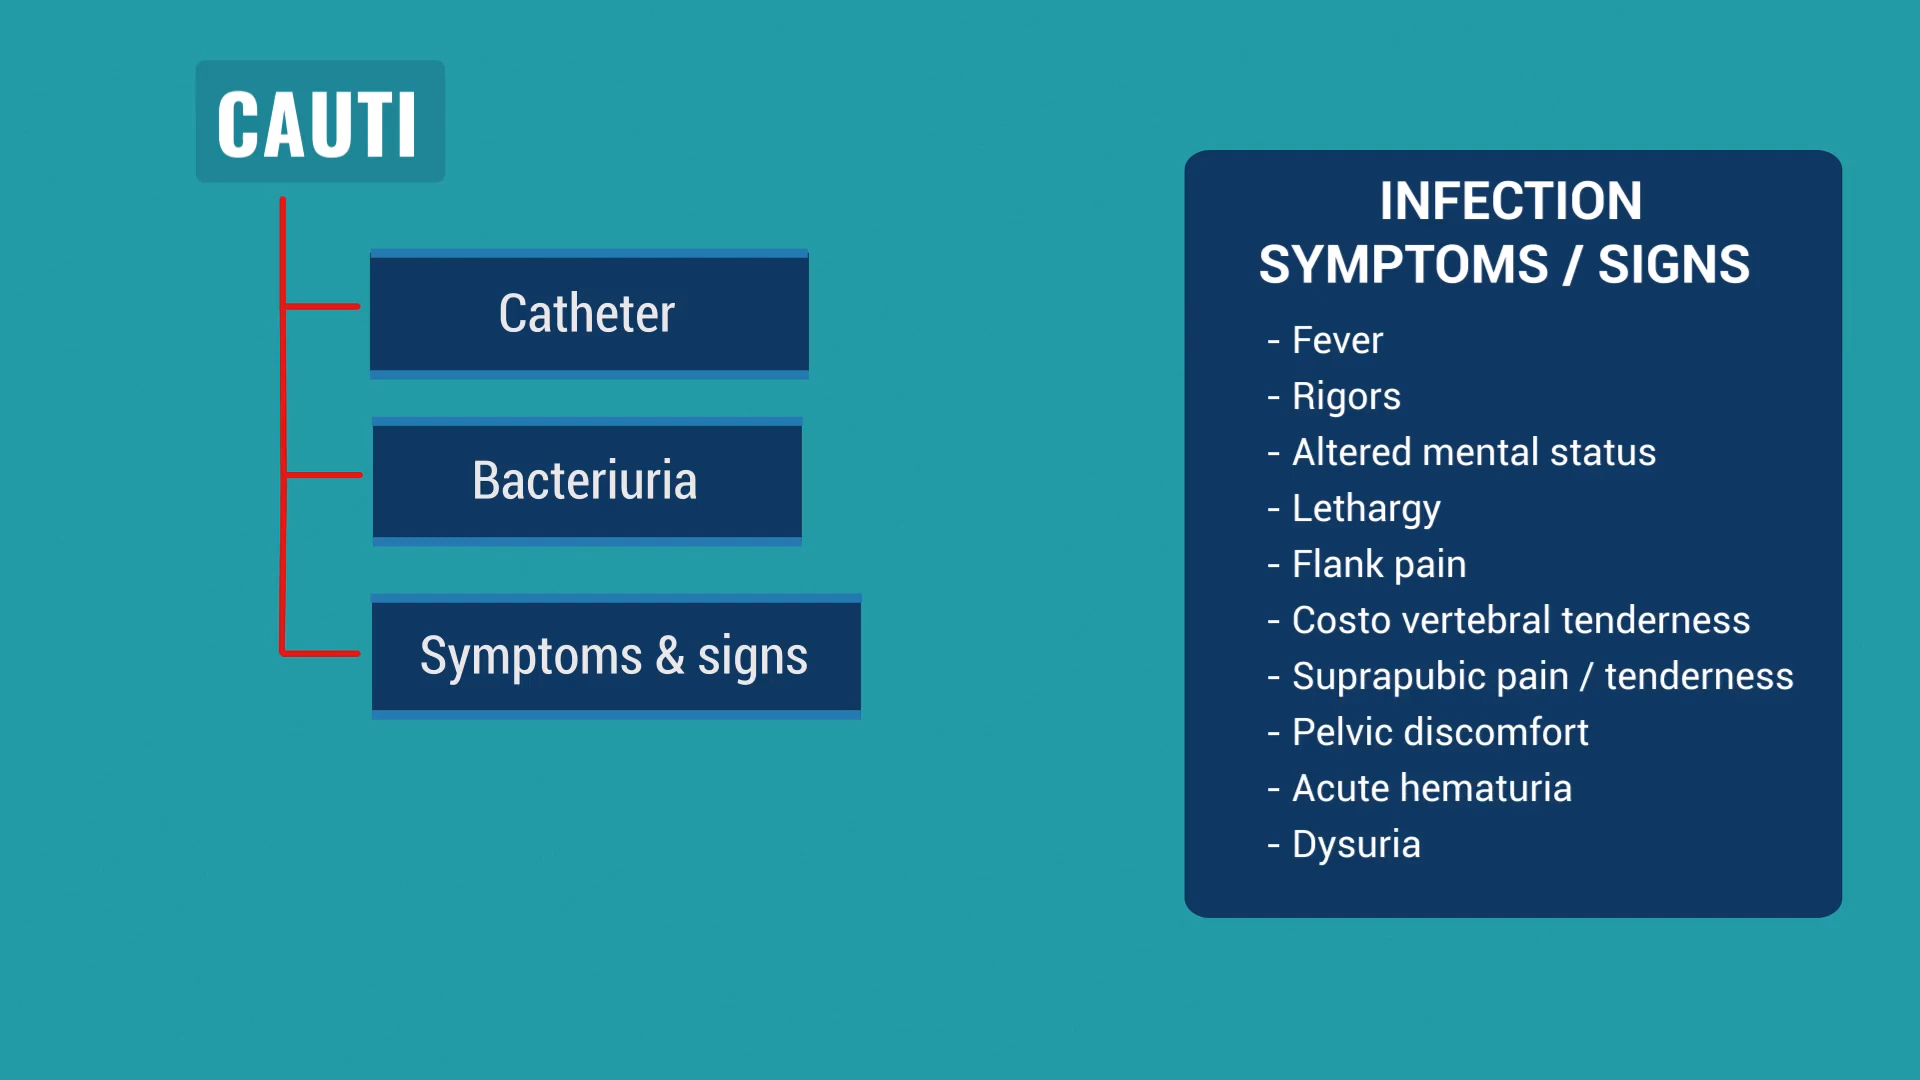 CAUTI
Catheter
Bacteriuria
Symptoms & signs
INFECTION
SYMPTOMS / SIGNS
- Fever
- Rigors
- Altered mental status
- Lethargy
- Flank pain
- Costo vertebral tenderness
- Suprapubic pain / tenderness
- Pelvic discomfort
- Acute hematuria
- Dysuria